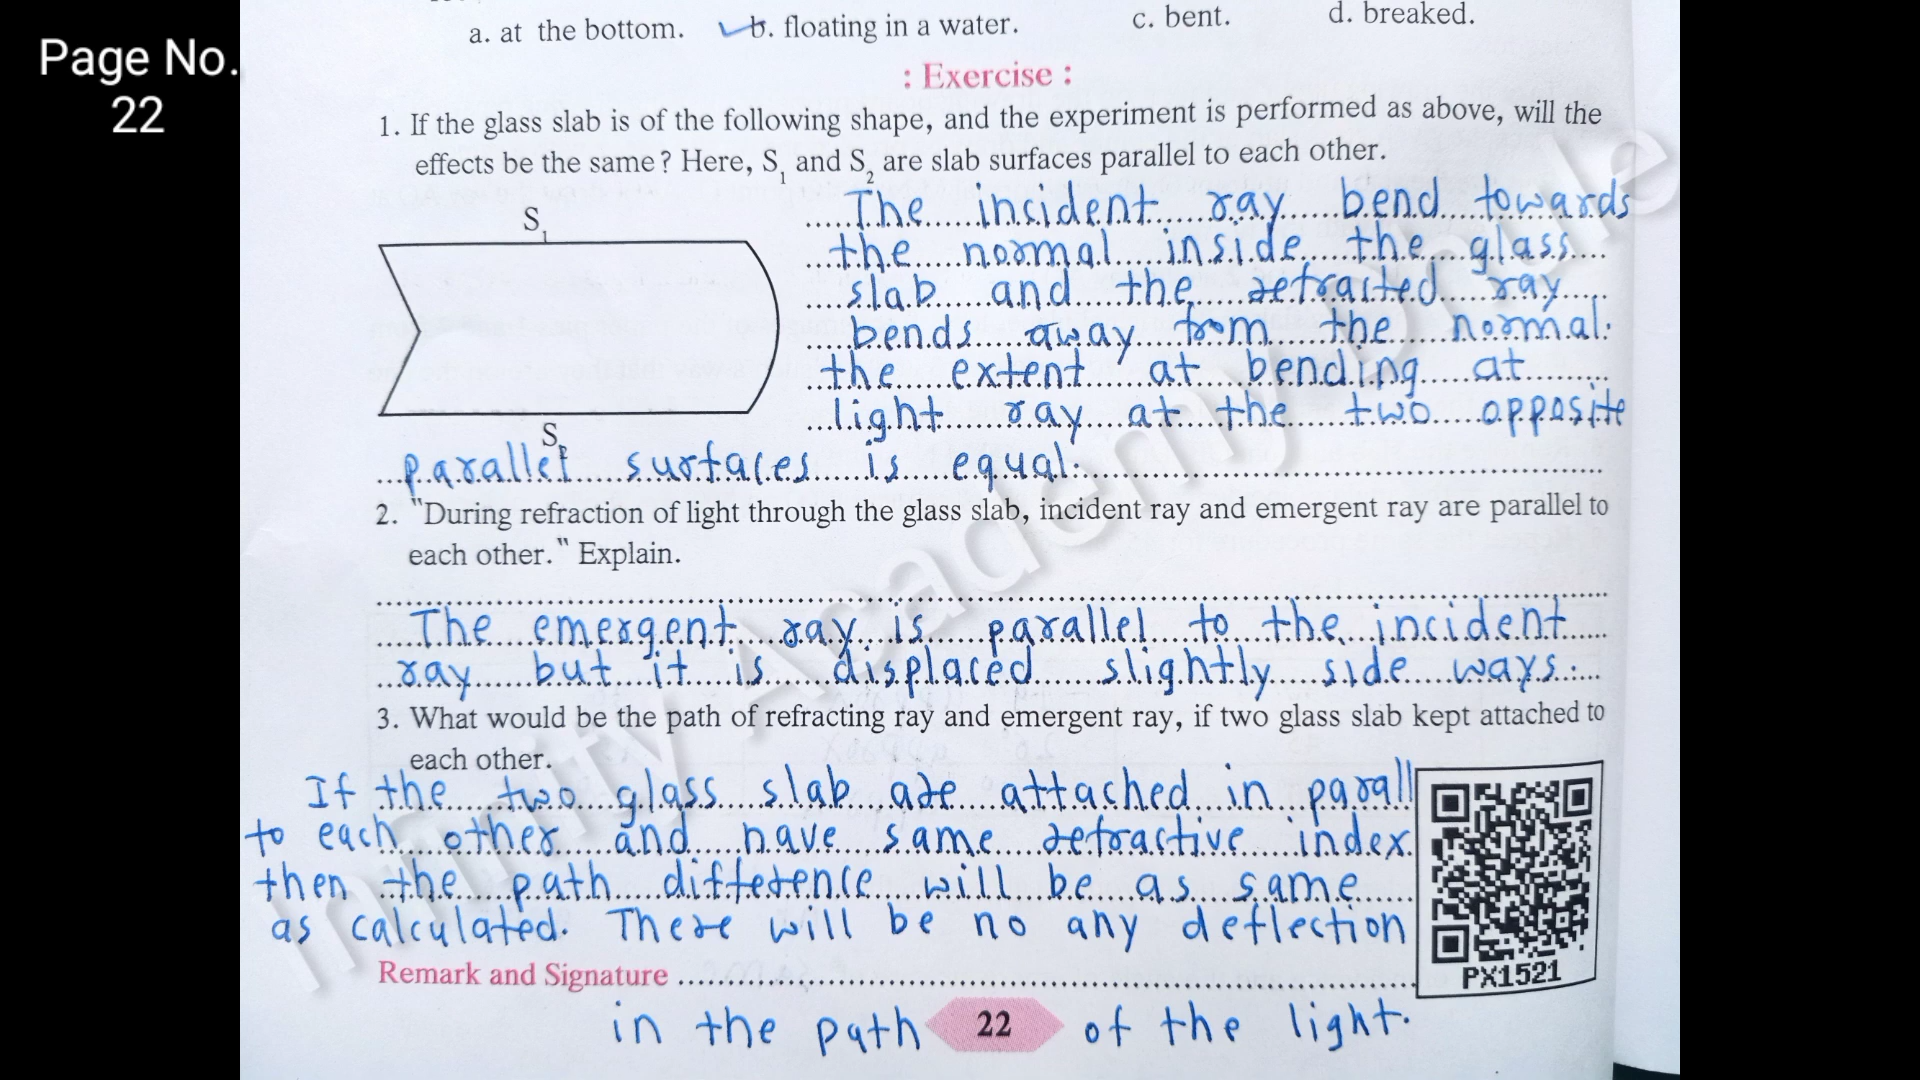 Page No.
22
a. at the bottom. b. floating in a water. c. bent. d. breaked.
: Exercise :
1. If the glass slab is of the following shape, and the experiment is performed as above, will the
effects be the same? Here, S1 and S2 are slab surfaces parallel to each other.
S1
The incident ray bend towards
the normal inside the glass
slab and the refracted ray
bends away from the normal.
the extent at bending at
light ray at the two opposite
S2
parallel surfaces is equal.
2. "During refraction of light through the glass slab, incident ray and emergent ray are parallel to
each other." Explain.
The emergent ray is parallel to the incident
ray but it is displaced slightly side ways.
3. What would be the path of refracting ray and emergent ray, if two glass slab kept attached to
each other.
If the two glass slab are attached in parall
to each other and have same refractive index
then the path difference will be as same
as calculated. There will be no any deflection
PX1521
Remark and Signature
in the path 22 of the light.
Infinity Academy Dhule